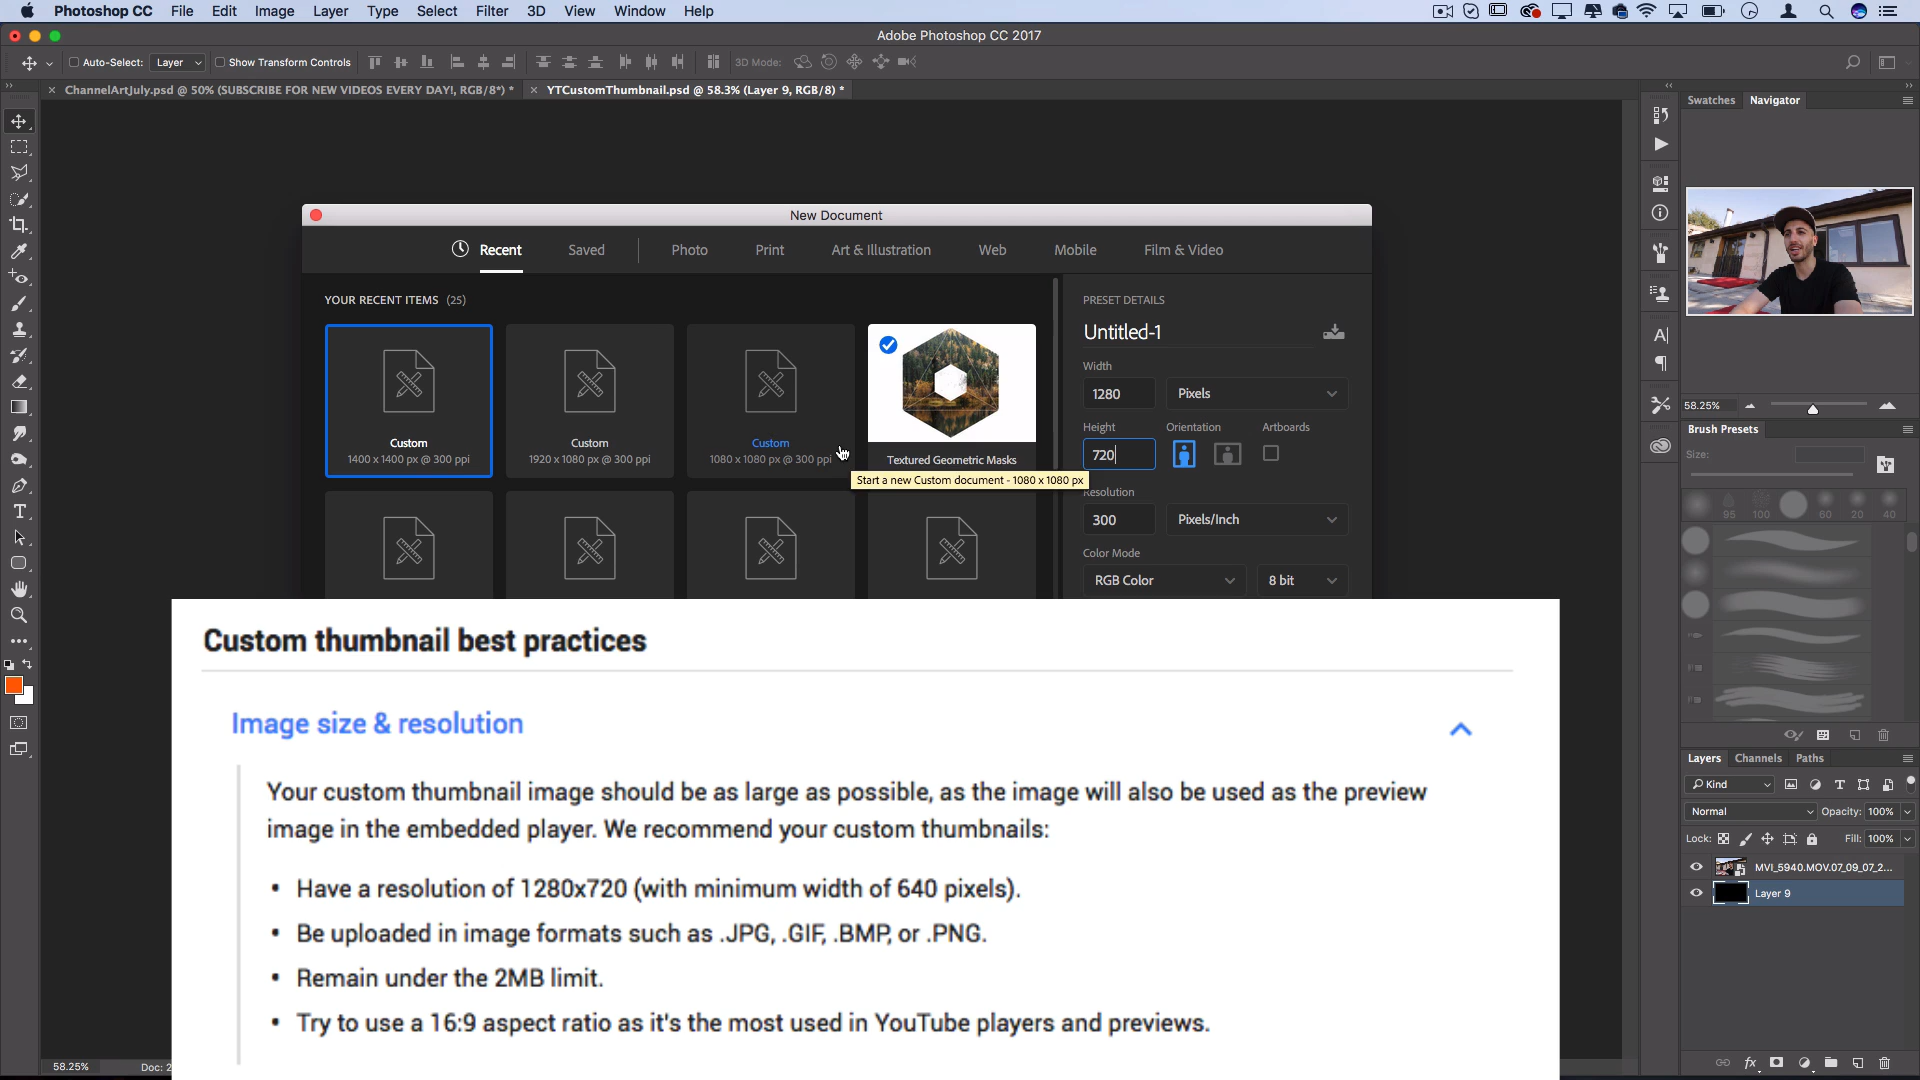 Photoshop CC File Edit Image Layer Type Select Filter 3D View Window Help
Adobe Photoshop CC 2017
Auto-Select: Layer Show Transform Controls 3D Mode:
ChannelArtJuly.psd @ 50% (SUBSCRIBE FOR NEW VIDEOS EVERY DAY!, RGB/8*) *
YTCustomThumbnail.psd @ 58.3% (Layer 9, RGB/8) *
Swatches Navigator
New Document
Recent Saved Photo Print Art & Illustration Web Mobile Film & Video
YOUR RECENT ITEMS (25)
Custom
1400 x 1400 px @ 300 ppi
Custom
1920 x 1080 px @ 300 ppi
Custom
1080 x 1080 px @ 300 ppi
Textured Geometric Masks
Start a new Custom document - 1080 x 1080 px
PRESET DETAILS
Untitled-1
Width
1280 Pixels
Height Orientation Artboards
720
Resolution
300 Pixels/Inch
Color Mode
RGB Color 8 bit
58.25%
Brush Presets
Size:
95 100 60 20 40
Layers Channels Paths
Kind
Normal Opacity: 100%
Lock: Fill: 100%
MVI_5940.MOV.07_09_07_2...
Layer 9
Custom thumbnail best practices
Image size & resolution
Your custom thumbnail image should be as large as possible, as the image will also be used as the preview
image in the embedded player. We recommend your custom thumbnails:
• Have a resolution of 1280x720 (with minimum width of 640 pixels).
• Be uploaded in image formats such as .JPG, .GIF, .BMP, or .PNG.
• Remain under the 2MB limit.
• Try to use a 16:9 aspect ratio as it's the most used in YouTube players and previews.
58.25% Doc: 2